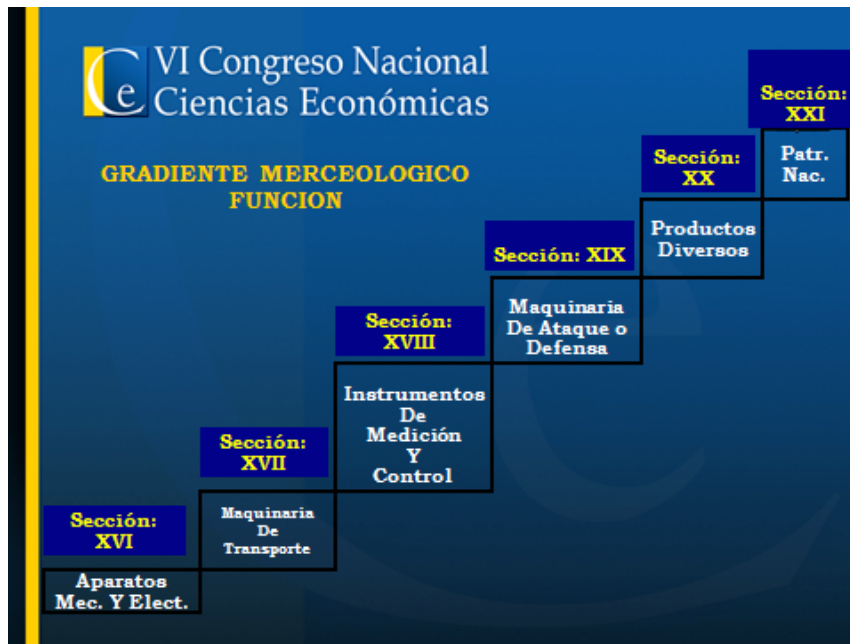 VI Congreso Nacional
Ce Ciencias Económicas
GRADIENTE MERCEOLOGICO
FUNCION
Sección:
XXI
Patr.
Nac.
Sección:
XX
Productos
Diversos
Sección: XIX
Maquinaria
De Ataque o
Defensa
Sección:
XVIII
Instrumentos
De
Medición
Y
Control
Sección:
XVII
Maquinaria
De
Transporte
Sección:
XVI
Aparatos
Mec. Y Elect.